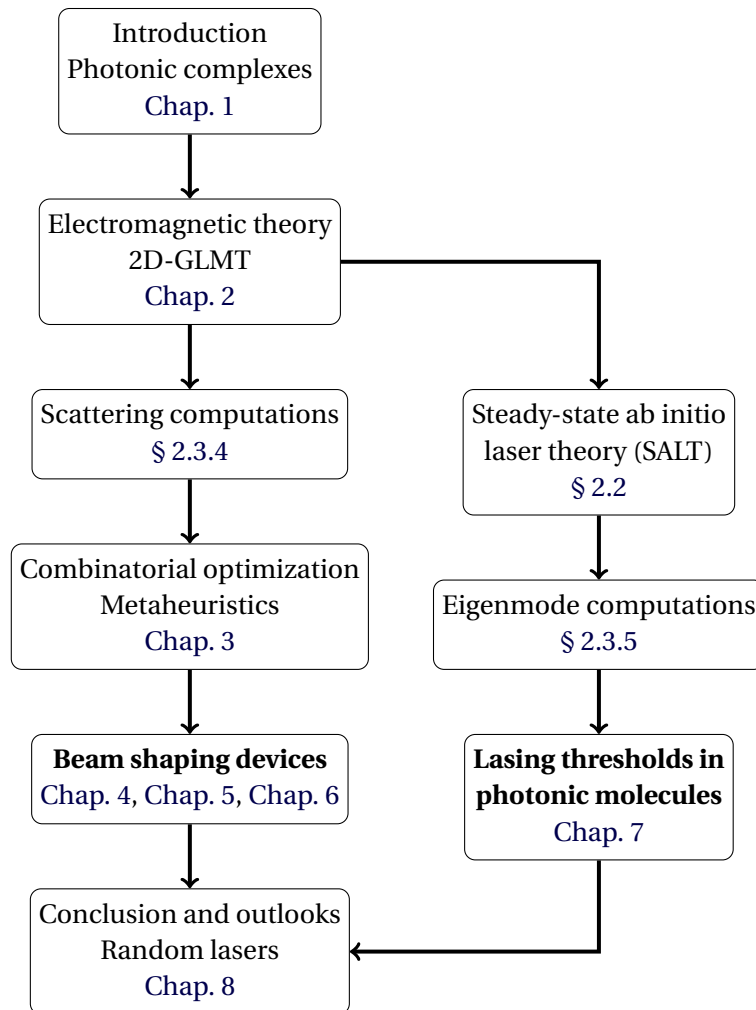 Introduction
Photonic complexes
Chap. 1
Electromagnetic theory
2D-GLMT
Chap. 2
Scattering computations
§ 2.3.4
Steady-state ab initio
laser theory (SALT)
§ 2.2
Combinatorial optimization
Metaheuristics
Chap. 3
Eigenmode computations
§ 2.3.5
Beam shaping devices
Chap. 4, Chap. 5, Chap. 6
Lasing thresholds in
photonic molecules
Chap. 7
Conclusion and outlooks
Random lasers
Chap. 8